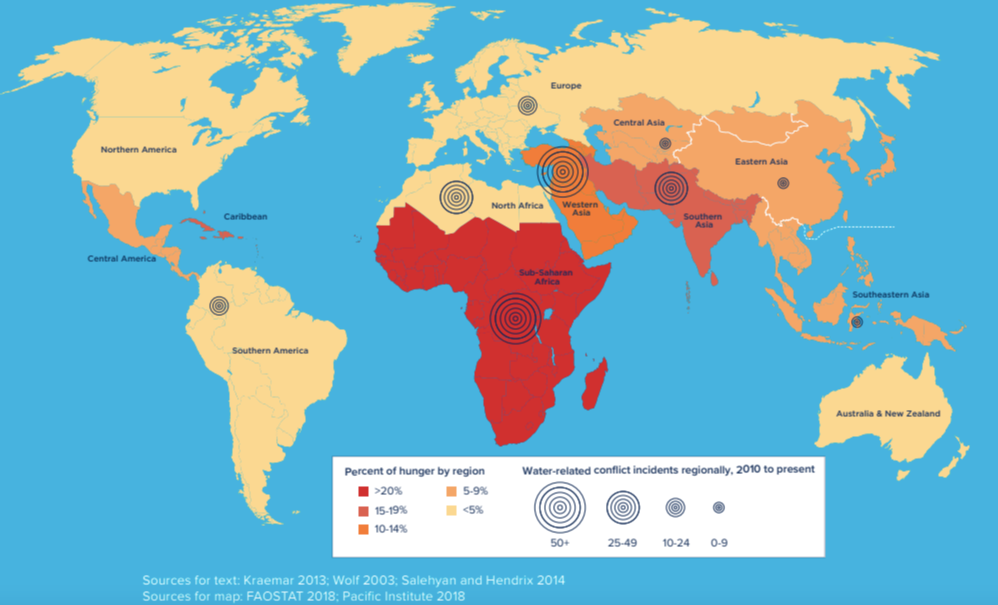 Europe
Central Asia
Northern America
Eastern Asia
North Africa
Western
Asia
Caribbean
Southern
Asia
Central America
Sub-Saharan
Africa
Southeastern Asia
Southern America
Australia & New Zealand
Percent of hunger by region
>20%
15-19%
10-14%
5-9%
<5%
Water-related conflict incidents regionally, 2010 to present
50+
25-49
10-24
0-9
Sources for text: Kraemar 2013; Wolf 2003; Salehyan and Hendrix 2014
Sources for map: FAOSTAT 2018; Pacific Institute 2018